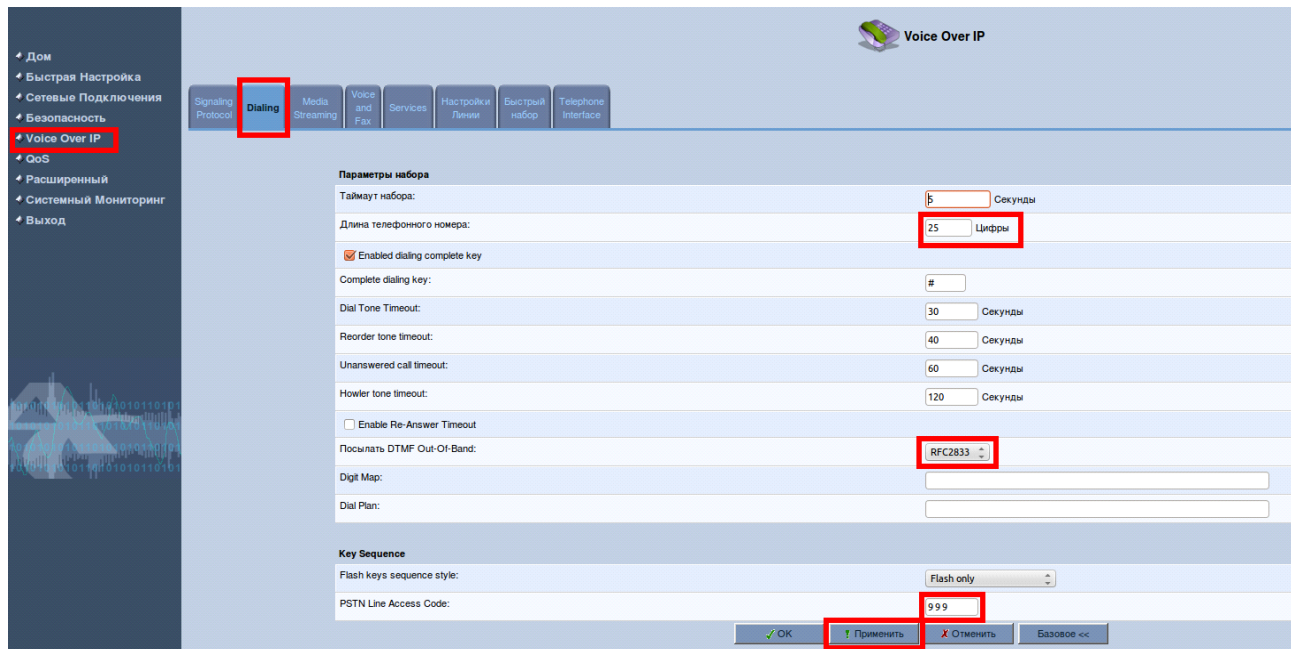 Voice Over IP
Дом
Быстрая Настройка
Сетевые Подключения
Безопасность
Voice Over IP
QoS
Расширенный
Системный Мониторинг
Выход
Signaling Protocol
Dialing
Media Streaming
Voice and Fax
Services
Настройки Линии
Быстрый набор
Telephone Interface
Параметры набора
Таймаут набора: 5 Секунды
Длина телефонного номера: 25 Цифры
Enabled dialing complete key
Complete dialing key: #
Dial Tone Timeout: 30 Секунды
Reorder tone timeout: 40 Секунды
Unanswered call timeout: 60 Секунды
Howler tone timeout: 120 Секунды
Enable Re-Answer Timeout
Посылать DTMF Out-Of-Band: RFC2833
Digit Map:
Dial Plan:
Key Sequence
Flash keys sequence style: Flash only
PSTN Line Access Code: 999
OK
Применить
Отменить
Базовое <<